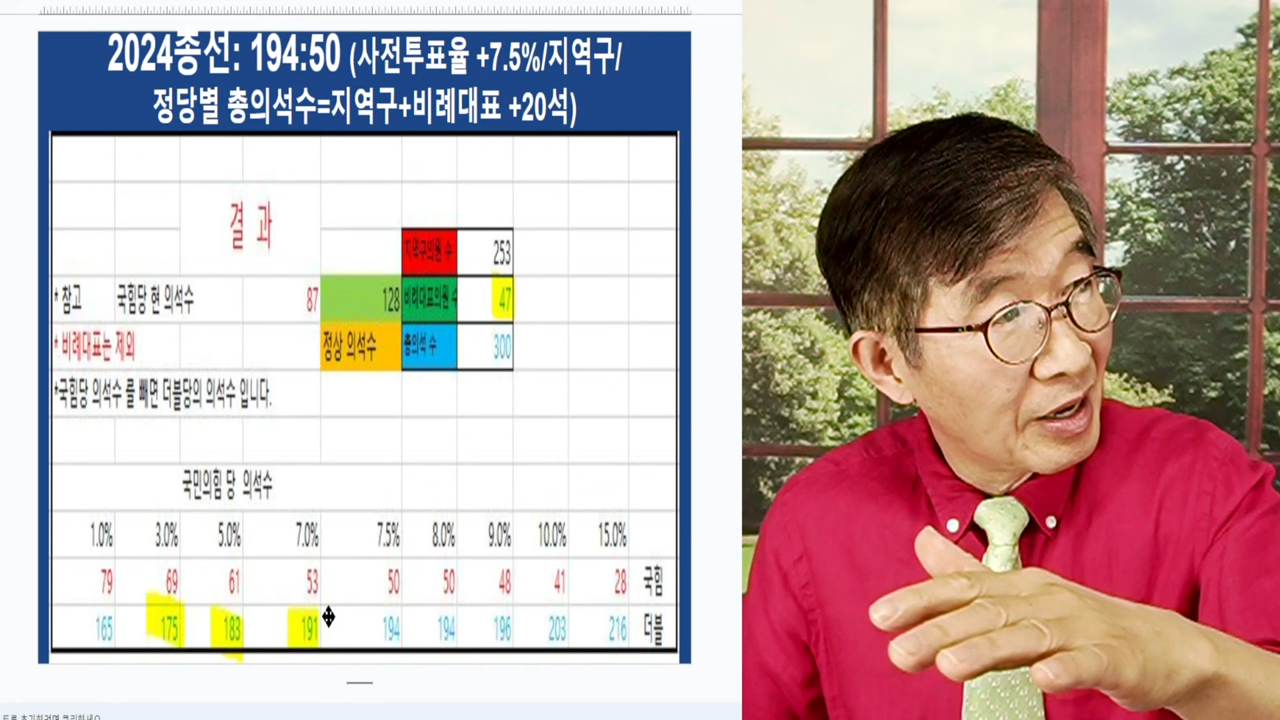 2024총선: 194:50 (사전투표율 +7.5%/지역구/
정당별 총의석수=지역구+비례대표 +20석)
결 과
지역구의원 수 253
* 참고 국힘당 현 의석수 87 128 비례대표의원 수 47
* 비례대표는 제외 정상 의석수 총의석 수 300
*국힘당 의석수 를 빼면 더블당의 의석수 입니다.
국민의힘 당 의석수
1.0% 3.0% 5.0% 7.0% 7.5% 8.0% 9.0% 10.0% 15.0%
79 69 61 53 50 50 48 41 28 국힘
165 175 183 191 194 194 196 203 216 더블